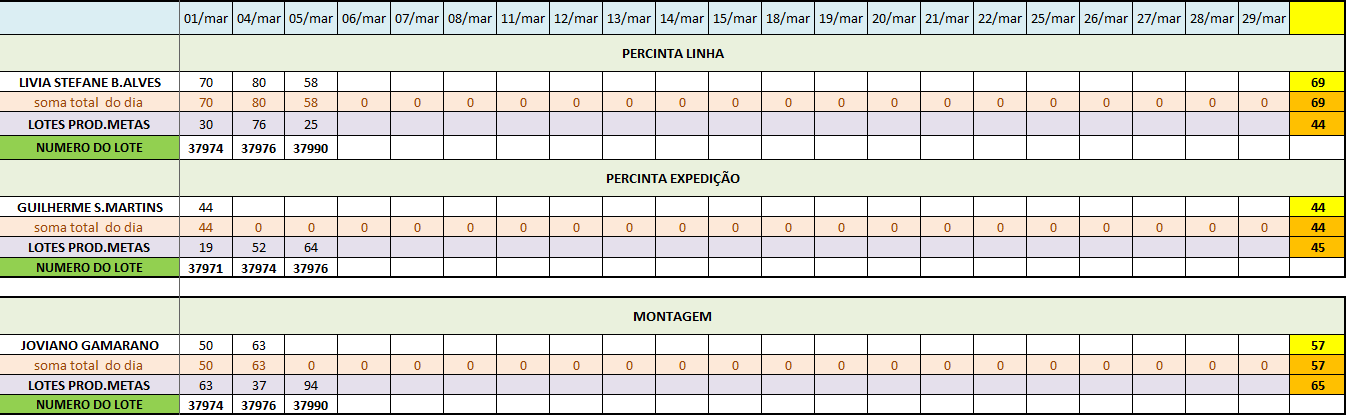 01/mar 04/mar 05/mar 06/mar 07/mar 08/mar 11/mar 12/mar 13/mar 14/mar 15/mar 18/mar 19/mar 20/mar 21/mar 22/mar 25/mar 26/mar 27/mar 28/mar 29/mar
PERCINTA LINHA
LIVIA STEFANE B.ALVES 70 80 58 69
soma total do dia 70 80 58 0 0 0 0 0 0 0 0 0 0 0 0 0 0 0 0 0 0 69
LOTES PROD.METAS 30 76 25 44
NUMERO DO LOTE 37974 37976 37990
PERCINTA EXPEDIÇÃO
GUILHERME S.MARTINS 44 44
soma total do dia 44 0 0 0 0 0 0 0 0 0 0 0 0 0 0 0 0 0 0 0 0 44
LOTES PROD.METAS 19 52 64 45
NUMERO DO LOTE 37971 37974 37976
MONTAGEM
JOVIANO GAMARANO 50 63 57
soma total do dia 50 63 0 0 0 0 0 0 0 0 0 0 0 0 0 0 0 0 0 0 0 57
LOTES PROD.METAS 63 37 94 65
NUMERO DO LOTE 37974 37976 37990